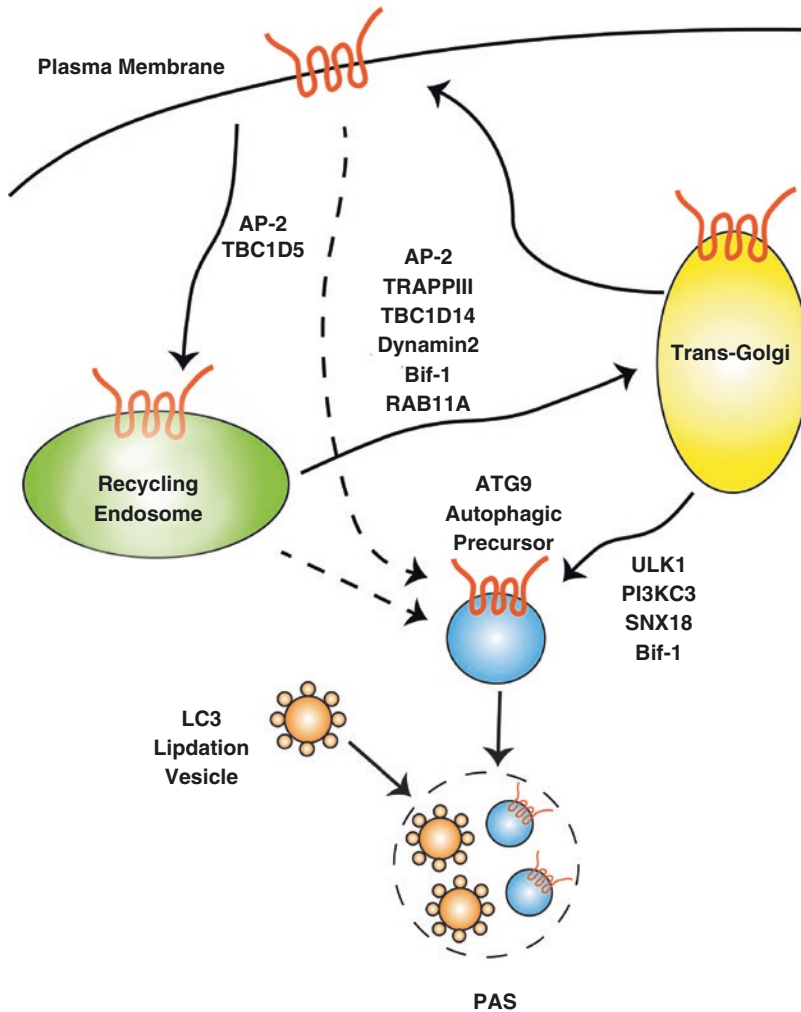 Plasma Membrane
AP-2
TBC1D5
AP-2
TRAPPIII
TBC1D14
Dynamin2
Bif-1
RAB11A
Trans-Golgi
Recycling
Endosome
ATG9
Autophagic
Precursor
ULK1
PI3KC3
SNX18
Bif-1
LC3
Lipdation
Vesicle
PAS